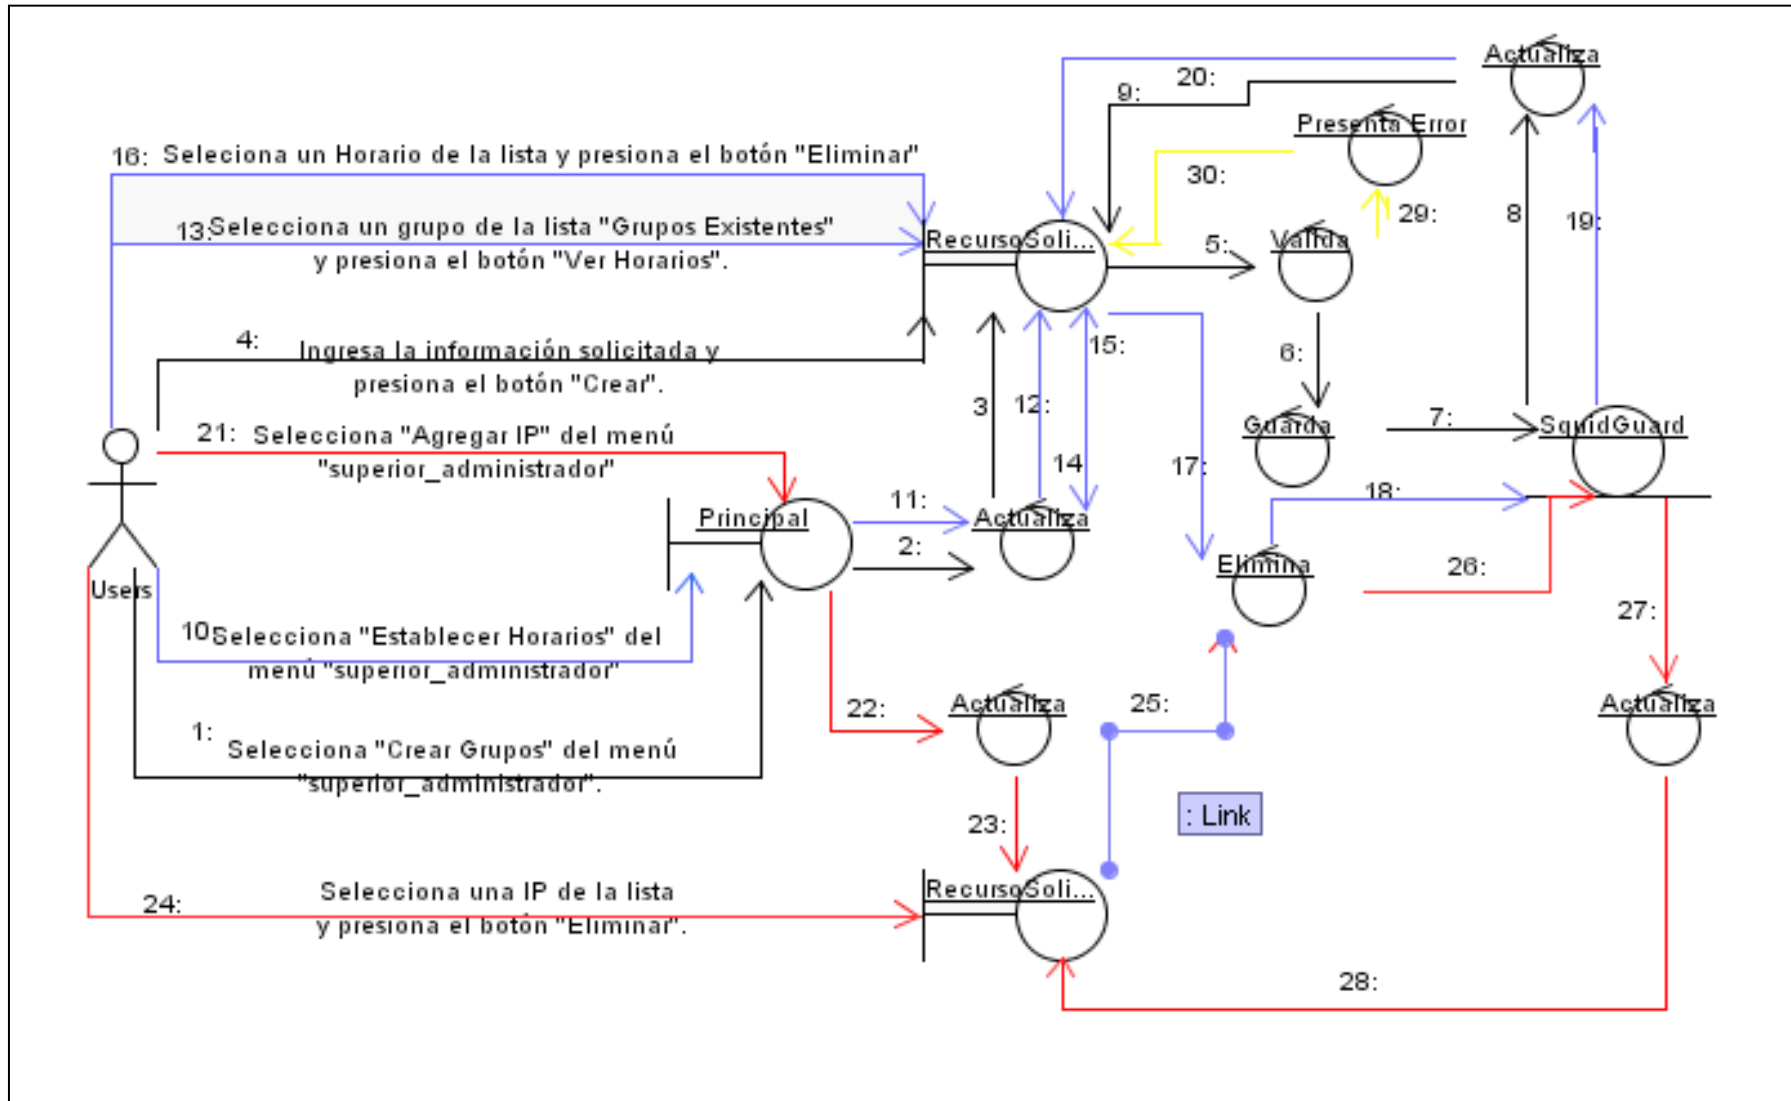 Actualiza
20:
9:
Presenta Error
16: Seleciona un Horario de la lista y presiona el botón "Eliminar"
30:
29:
8
19:
13:Selecciona un grupo de la lista "Grupos Existentes"
y presiona el botón "Ver Horarios".
RecursoSoli...
5:
Valida
4:
Ingresa la información solicitada y
presiona el botón "Crear".
15:
6:
3
12:
21: Selecciona "Agregar IP" del menú
"superior_administrador"
7:
Guarda
SquidGuard
14
17:
18:
11:
Principal
Actualiza
2:
Elimina
26:
Users
27:
10
Selecciona "Establecer Horarios" del
menú "superior_administrador"
22:
Actualiza
25:
Actualiza
1:
Selecciona "Crear Grupos" del menú
"superior_administrador".
23:
: Link
RecursoSoli...
24:
Selecciona una IP de la lista
y presiona el botón "Eliminar".
28: